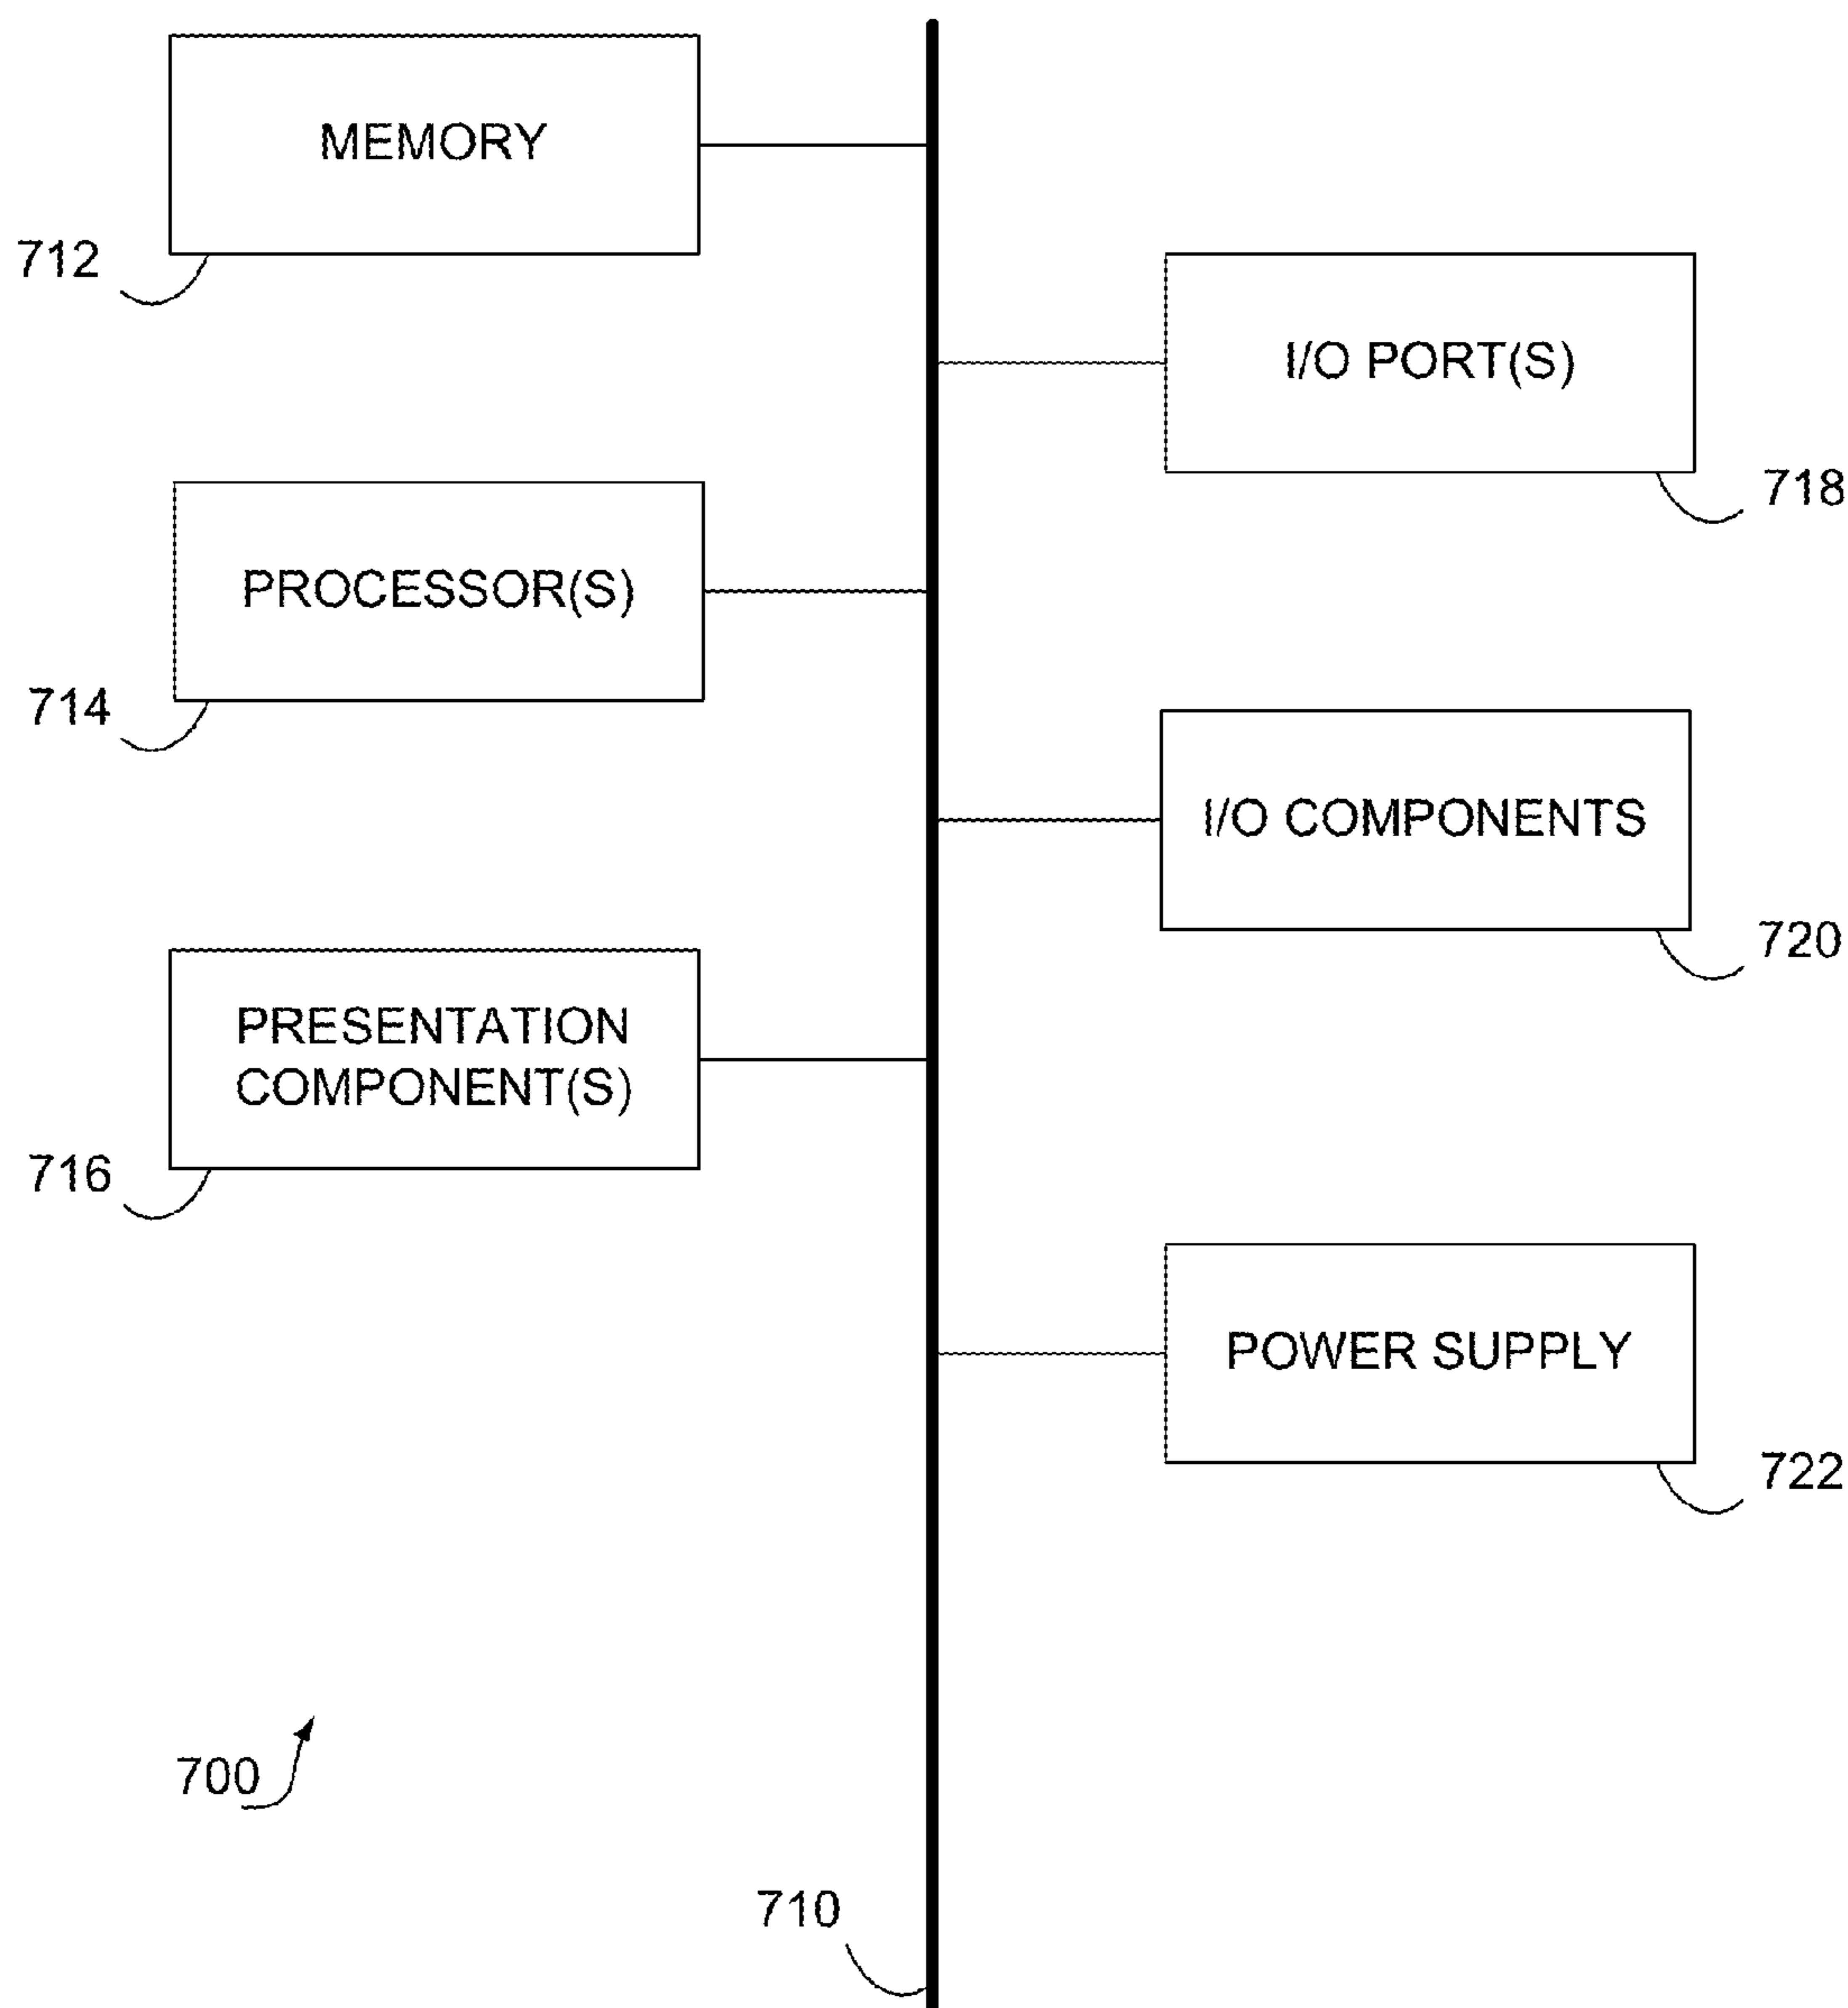 MEMORY
712
I/O PORT(S)
718
PROCESSOR(S)
714
I/O COMPONENTS
720
PRESENTATION
COMPONENT(S)
716
POWER SUPPLY
722
700
710